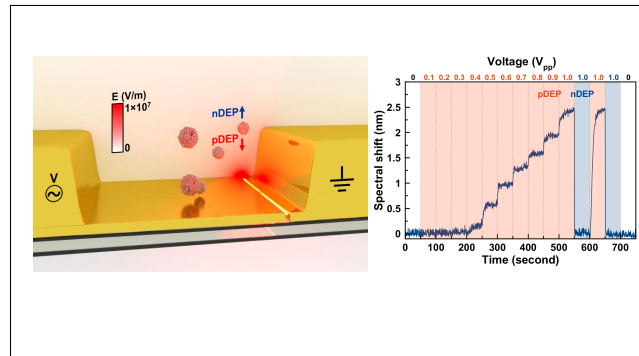 E (V/m)
1×10⁷
0
nDEP
pDEP
V
Voltage (Vpp)
0 0.1 0.2 0.3 0.4 0.5 0.6 0.7 0.8 0.9 1.0 1.0 1.0 1.0 0
pDEP nDEP
Spectral shift (nm)
3
2.5
2
1.5
1
0.5
0
0 100 200 300 400 500 600 700
Time (second)